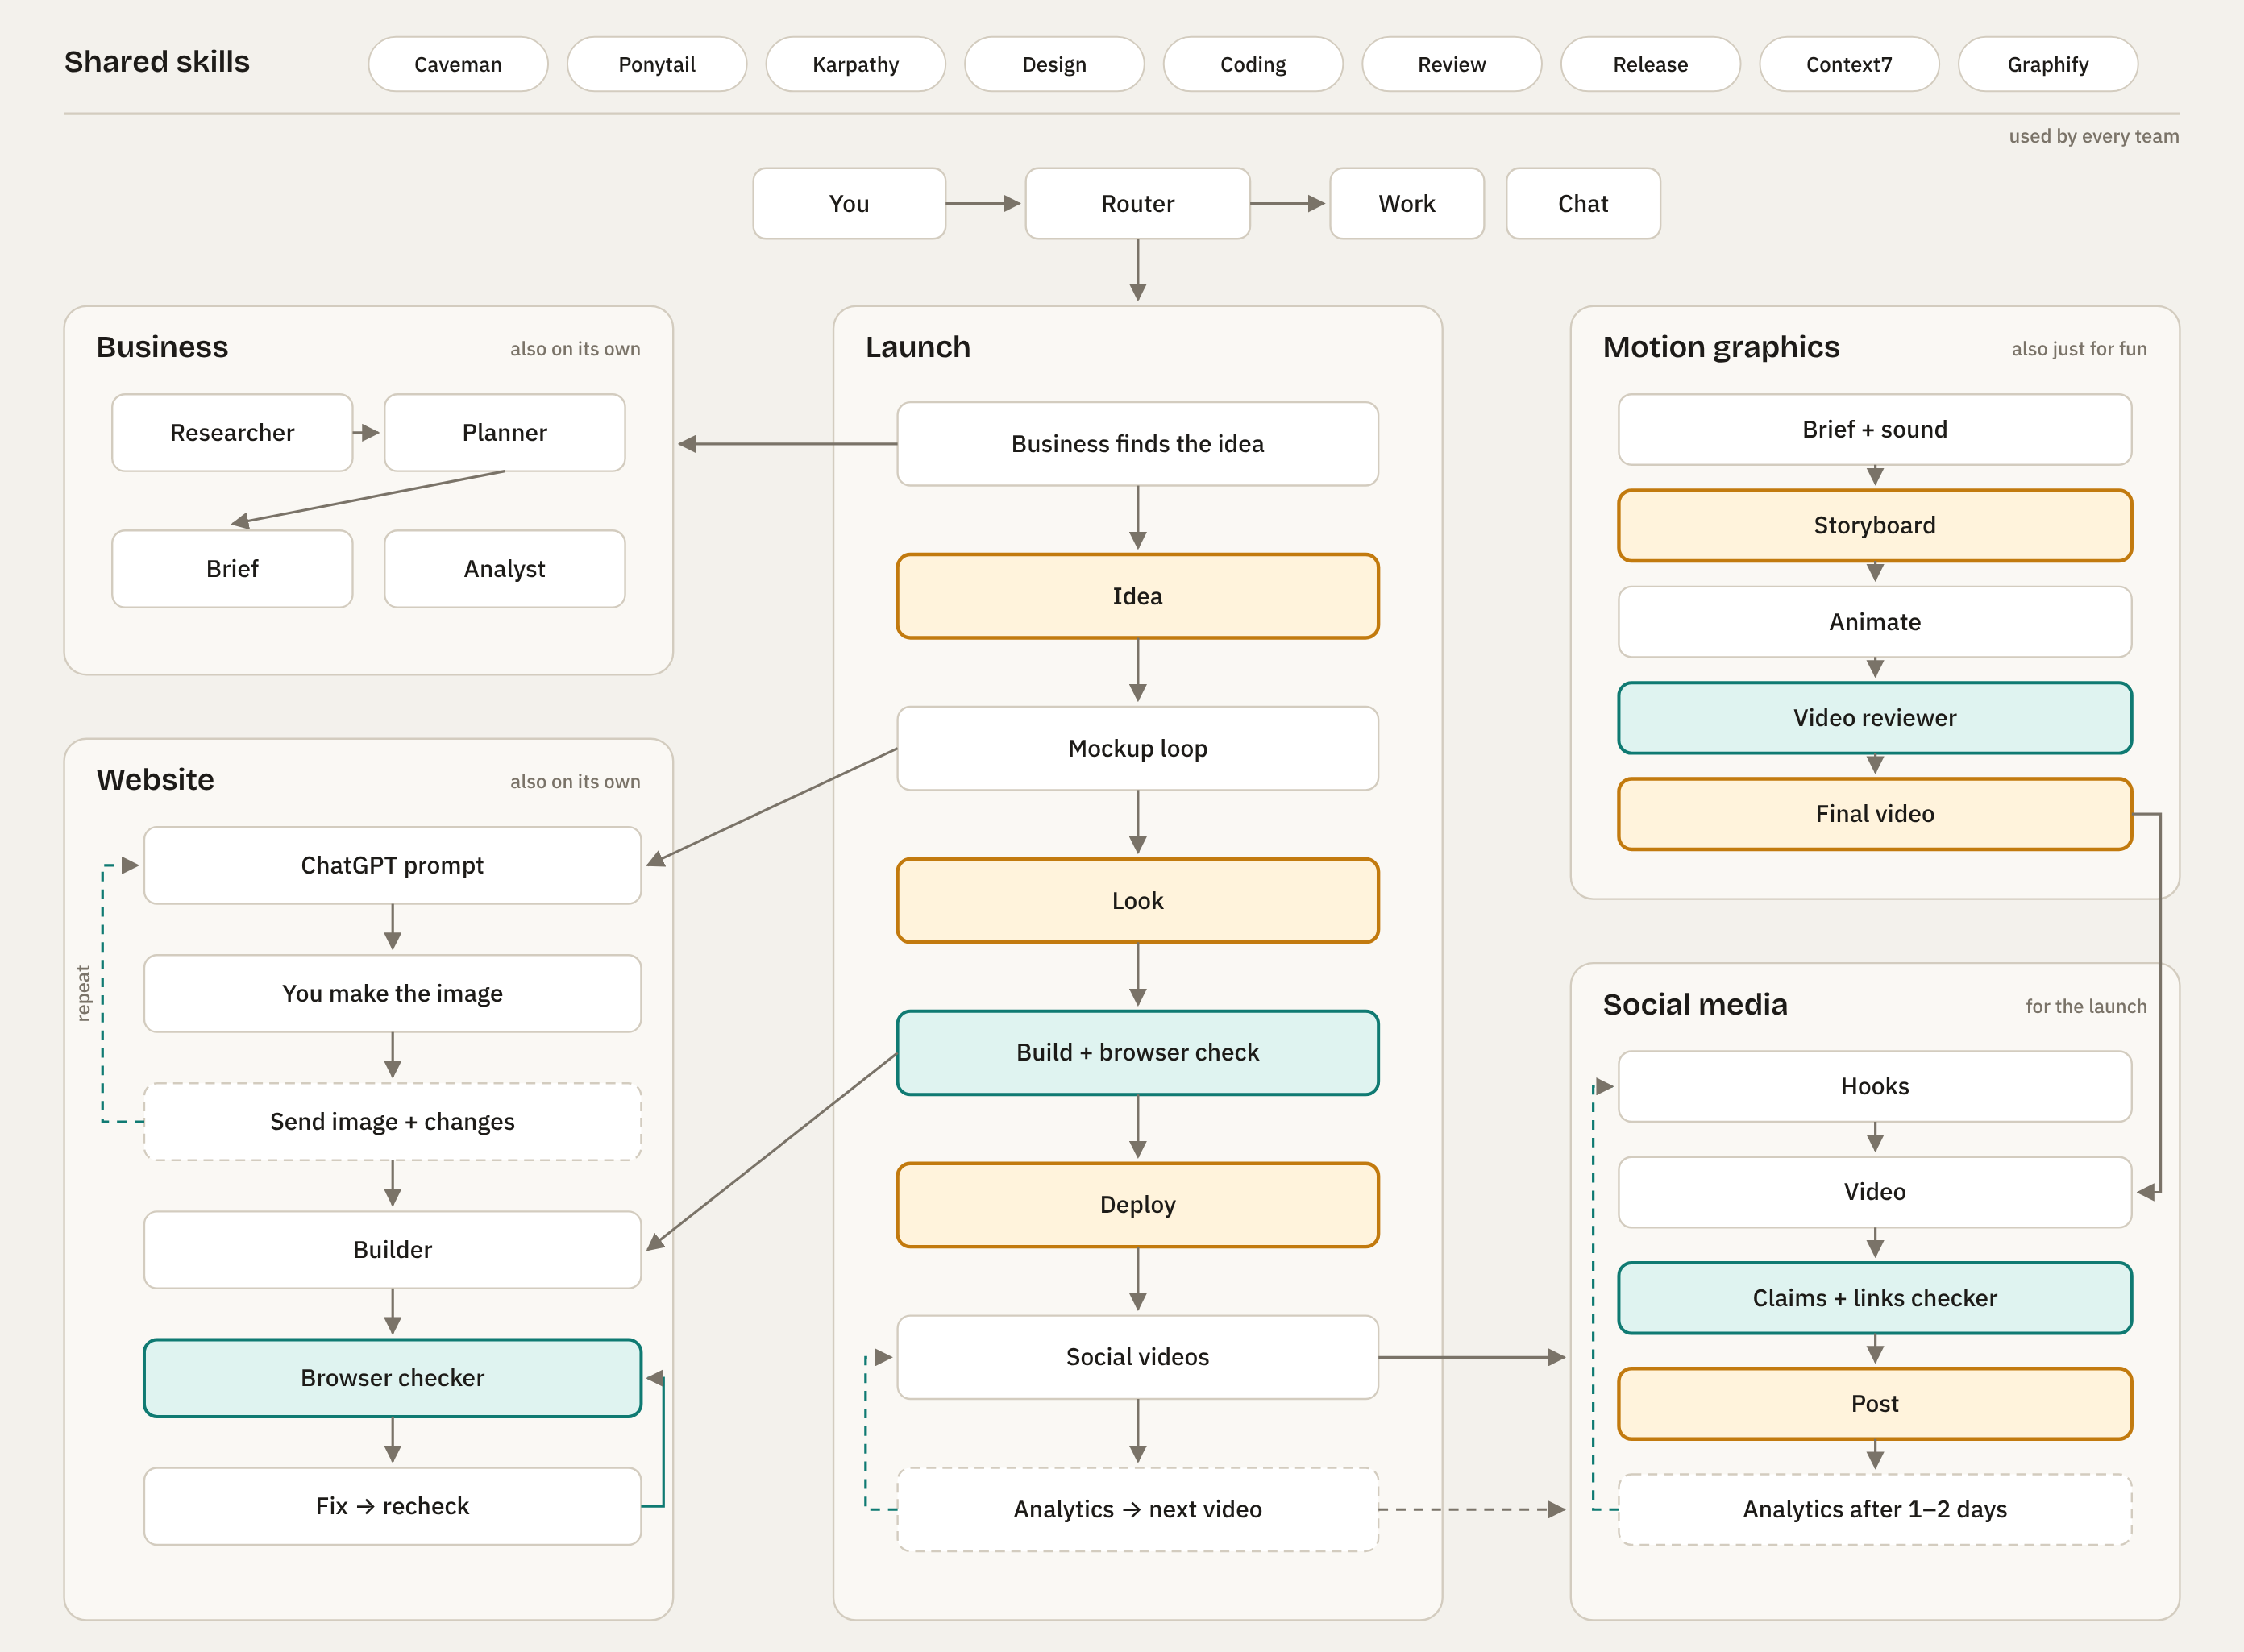 Shared skills
Caveman
Ponytail
Karpathy
Design
Coding
Review
Release
Context7
Graphify
used by every team
You
Router
Work
Chat
Business
also on its own
Researcher
Planner
Brief
Analyst
Website
also on its own
ChatGPT prompt
You make the image
Send image + changes
repeat
Builder
Browser checker
Fix → recheck
Launch
Business finds the idea
Idea
Mockup loop
Look
Build + browser check
Deploy
Social videos
Analytics → next video
Motion graphics
also just for fun
Brief + sound
Storyboard
Animate
Video reviewer
Final video
Social media
for the launch
Hooks
Video
Claims + links checker
Post
Analytics after 1–2 days